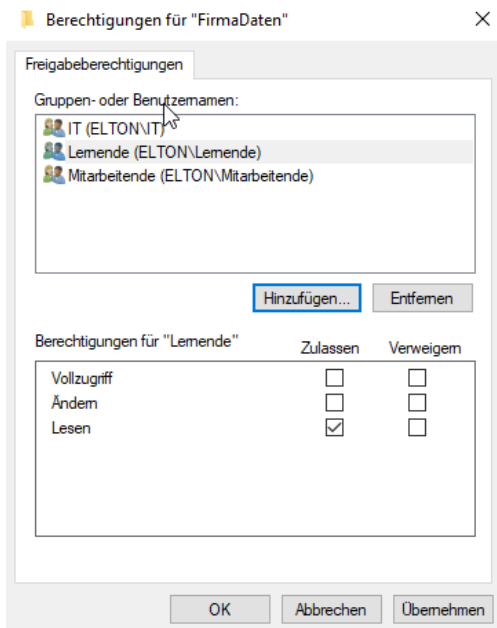 Berechtigungen für "FirmaDaten"
Freigabeberechtigungen
Gruppen- oder Benutzernamen:
IT (ELTON\IT)
Lernende (ELTON\Lernende)
Mitarbeitende (ELTON\Mitarbeitende)
Hinzufügen... Entfernen
Berechtigungen für "Lernende" Zulassen Verweigern
Vollzugriff
Ändern
Lesen
OK Abbrechen Übernehmen